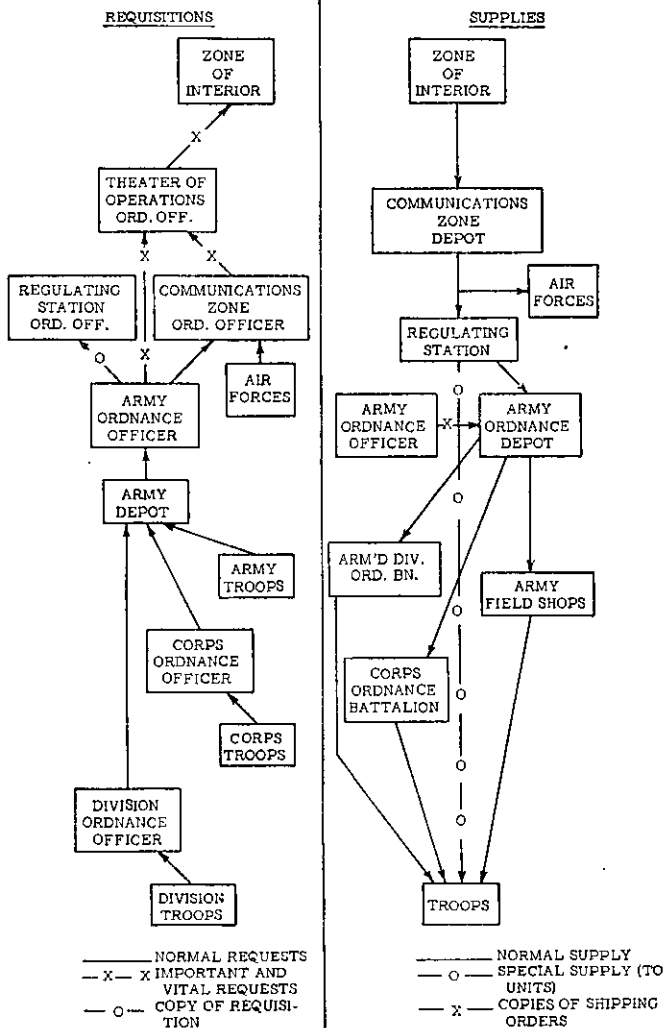 REQUISITIONS
ZONE
OF
INTERIOR
X
THEATER OF
OPERATIONS
ORD. OFF.
X
X
REGULATING
STATION
ORD. OFF.
COMMUNICATIONS
ZONE
ORD. OFFICER
O
X
AIR
FORCES
ARMY
ORDNANCE
OFFICER
ARMY
DEPOT
ARMY
TROOPS
CORPS
ORDNANCE
OFFICER
CORPS
TROOPS
DIVISION
ORDNANCE
OFFICER
DIVISION
TROOPS
NORMAL REQUESTS
X — X IMPORTANT AND
VITAL REQUESTS
O — COPY OF REQUISI-
TION
SUPPLIES
ZONE
OF
INTERIOR
COMMUNICATIONS
ZONE
DEPOT
AIR
FORCES
REGULATING
STATION
O
ARMY
ORDNANCE
OFFICER
X
ARMY
ORDNANCE
DEPOT
O
ARM'D DIV.
ORD. BN.
ARMY
FIELD SHOPS
O
CORPS
ORDNANCE
BATTALION
O
O
O
TROOPS
NORMAL SUPPLY
O — SPECIAL SUPPLY (TO
UNITS)
X — COPIES OF SHIPPING
ORDERS